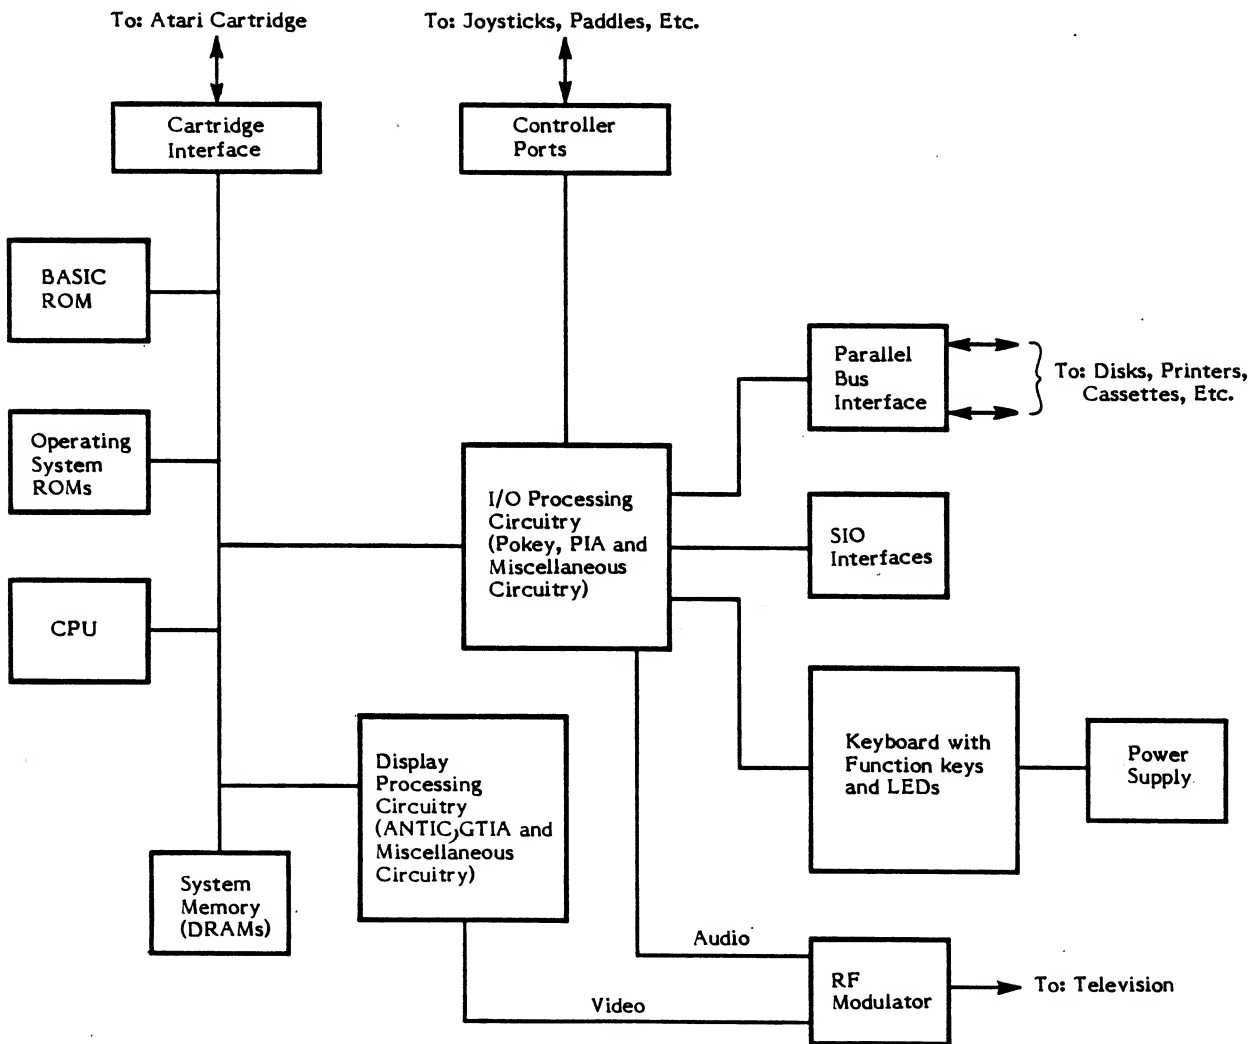 To: Atari Cartridge
To: Joysticks, Paddles, Etc.
Cartridge
Interface
Controller
Ports
BASIC
ROM
Parallel
Bus
Interface
To: Disks, Printers,
Cassettes, Etc.
Operating
System
ROMs
I/O Processing
Circuitry
(Pokey, PIA and
Miscellaneous
Circuitry)
SIO
Interfaces
CPU
Display
Processing
Circuitry
(ANTIC,GTIA and
Miscellaneous
Circuitry)
Keyboard with
Function keys
and LEDs
Power
Supply
System
Memory
(DRAMs)
Audio
Video
RF
Modulator
To: Television